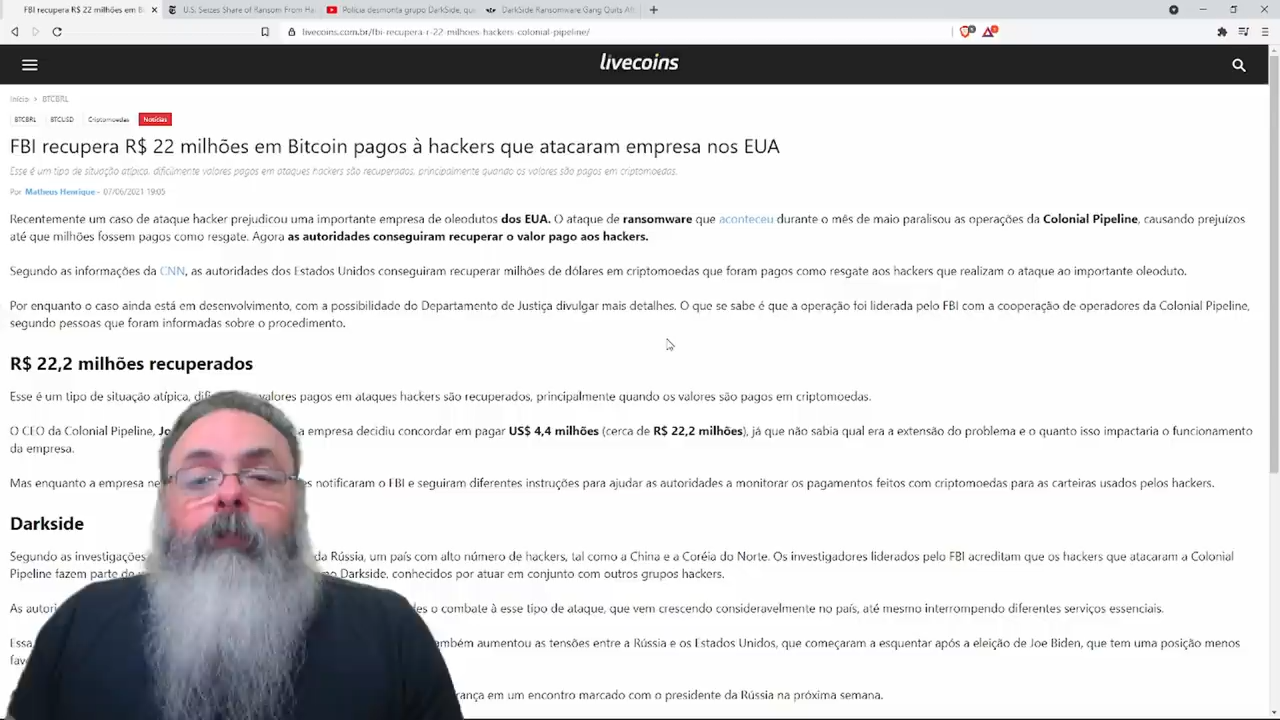 FBI recupera R$ 22 milhões em B
U.S. Seizes Share of Ransom From Ha
Polícia desmonta grupo DarkSide, qu
DarkSide Ransomware Gang Quits Aft
livecoins.com.br/fbi-recupera-r-22-milhoes-hackers-colonial-pipeline/
livecoins
Início > BTCBRL
BTCBRL BTCUSD Criptomoedas Notícias
FBI recupera R$ 22 milhões em Bitcoin pagos à hackers que atacaram empresa nos EUA
Esse é um tipo de situação atípica, dificilmente valores pagos em ataques hackers são recuperados, principalmente quando os valores são pagos em criptomoedas.
Por Matheus Henrique - 07/06/2021 19:05
Recentemente um caso de ataque hacker prejudicou uma importante empresa de oleodutos dos EUA. O ataque de ransomware que aconteceu durante o mês de maio paralisou as operações da Colonial Pipeline, causando prejuízos
até que milhões fossem pagos como resgate. Agora as autoridades conseguiram recuperar o valor pago aos hackers.
Segundo as informações da CNN, as autoridades dos Estados Unidos conseguiram recuperar milhões de dólares em criptomoedas que foram pagos como resgate aos hackers que realizam o ataque ao importante oleoduto.
Por enquanto o caso ainda está em desenvolvimento, com a possibilidade do Departamento de Justiça divulgar mais detalhes. O que se sabe é que a operação foi liderada pelo FBI com a cooperação de operadores da Colonial Pipeline,
segundo pessoas que foram informadas sobre o procedimento.
R$ 22,2 milhões recuperados
Esse é um tipo de situação atípica, valores pagos em ataques hackers são recuperados, principalmente quando os valores são pagos em criptomoedas.
O CEO da Colonial Pipeline, a empresa decidiu concordar em pagar US$ 4,4 milhões (cerca de R$ 22,2 milhões), já que não sabia qual era a extensão do problema e o quanto isso impactaria o funcionamento
da empresa.
Mas enquanto a empresa notificaram o FBI e seguiram diferentes instruções para ajudar as autoridades a monitorar os pagamentos feitos com criptomoedas para as carteiras usados pelos hackers.
Darkside
Segundo as investigações da Rússia, um país com alto número de hackers, tal como a China e a Coréia do Norte. Os investigadores liderados pelo FBI acreditam que os hackers que atacaram a Colonial
Pipeline fazem parte Darkside, conhecidos por atuar em conjunto com outros grupos hackers.
As o combate à esse tipo de ataque, que vem crescendo consideravelmente no país, até mesmo interrompendo diferentes serviços essenciais.
Essa também aumentou as tensões entre a Rússia e os Estados Unidos, que começaram a esquentar após a eleição de Joe Biden, que tem uma posição menos
em um encontro marcado com o presidente da Rússia na próxima semana.